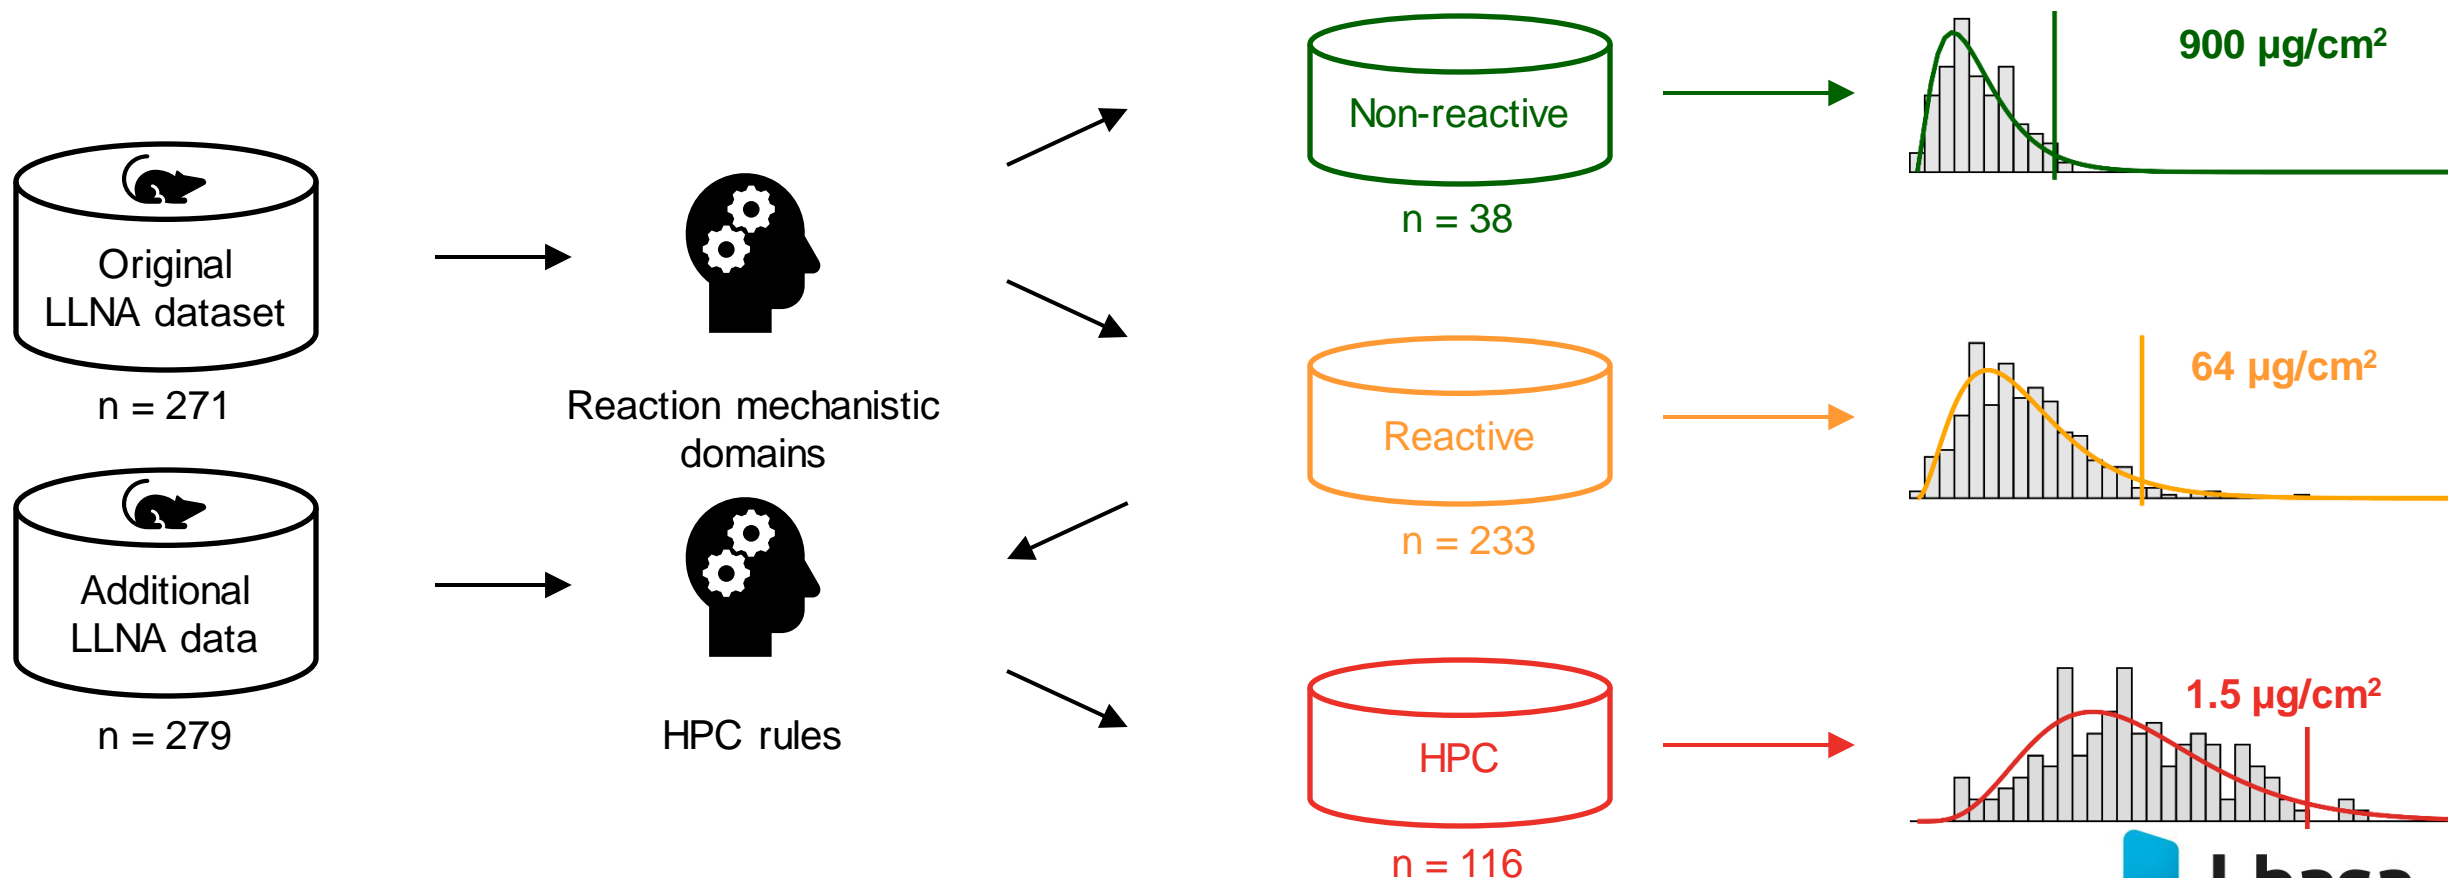 Original
LLNA dataset
n = 271
Additional
LLNA data
n = 279
Reaction mechanistic
domains
HPC rules
Non-reactive
n = 38
Reactive
n = 233
HPC
n = 116
900 µg/cm²
64 µg/cm²
1.5 µg/cm²